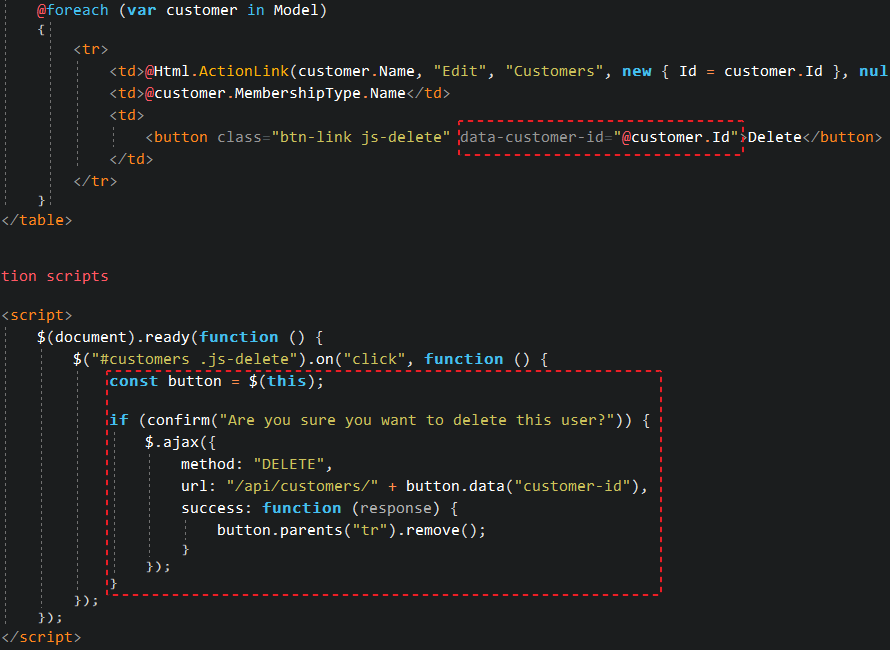 @foreach (var customer in Model)
{
<tr>
<td>@Html.ActionLink(customer.Name, "Edit", "Customers", new { Id = customer.Id }, nul
<td>@customer.MembershipType.Name</td>
<td>
<button class="btn-link js-delete" data-customer-id="@customer.Id">Delete</button>
</td>
</tr>
}
</table>
tion scripts
<script>
$(document).ready(function () {
$("#customers .js-delete").on("click", function () {
const button = $(this);
if (confirm("Are you sure you want to delete this user?")) {
$.ajax({
method: "DELETE",
url: "/api/customers/" + button.data("customer-id"),
success: function (response) {
button.parents("tr").remove();
}
});
}
});
});
</script>